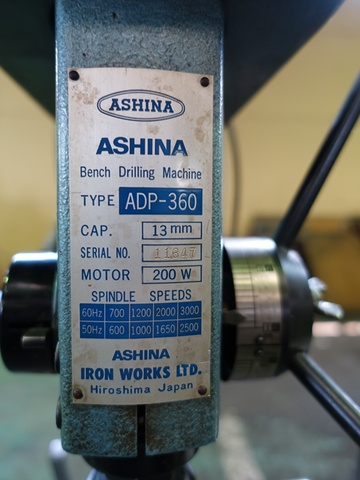 ASHINA
ASHINA
Bench Drilling Machine
TYPE ADP-360
CAP. 13 mm
SERIAL NO. 11647
MOTOR 200 W
SPINDLE SPEEDS
60Hz 700 1200 2000 3000
50Hz 600 1000 1650 2500
ASHINA
IRON WORKS LTD.
Hiroshima Japan